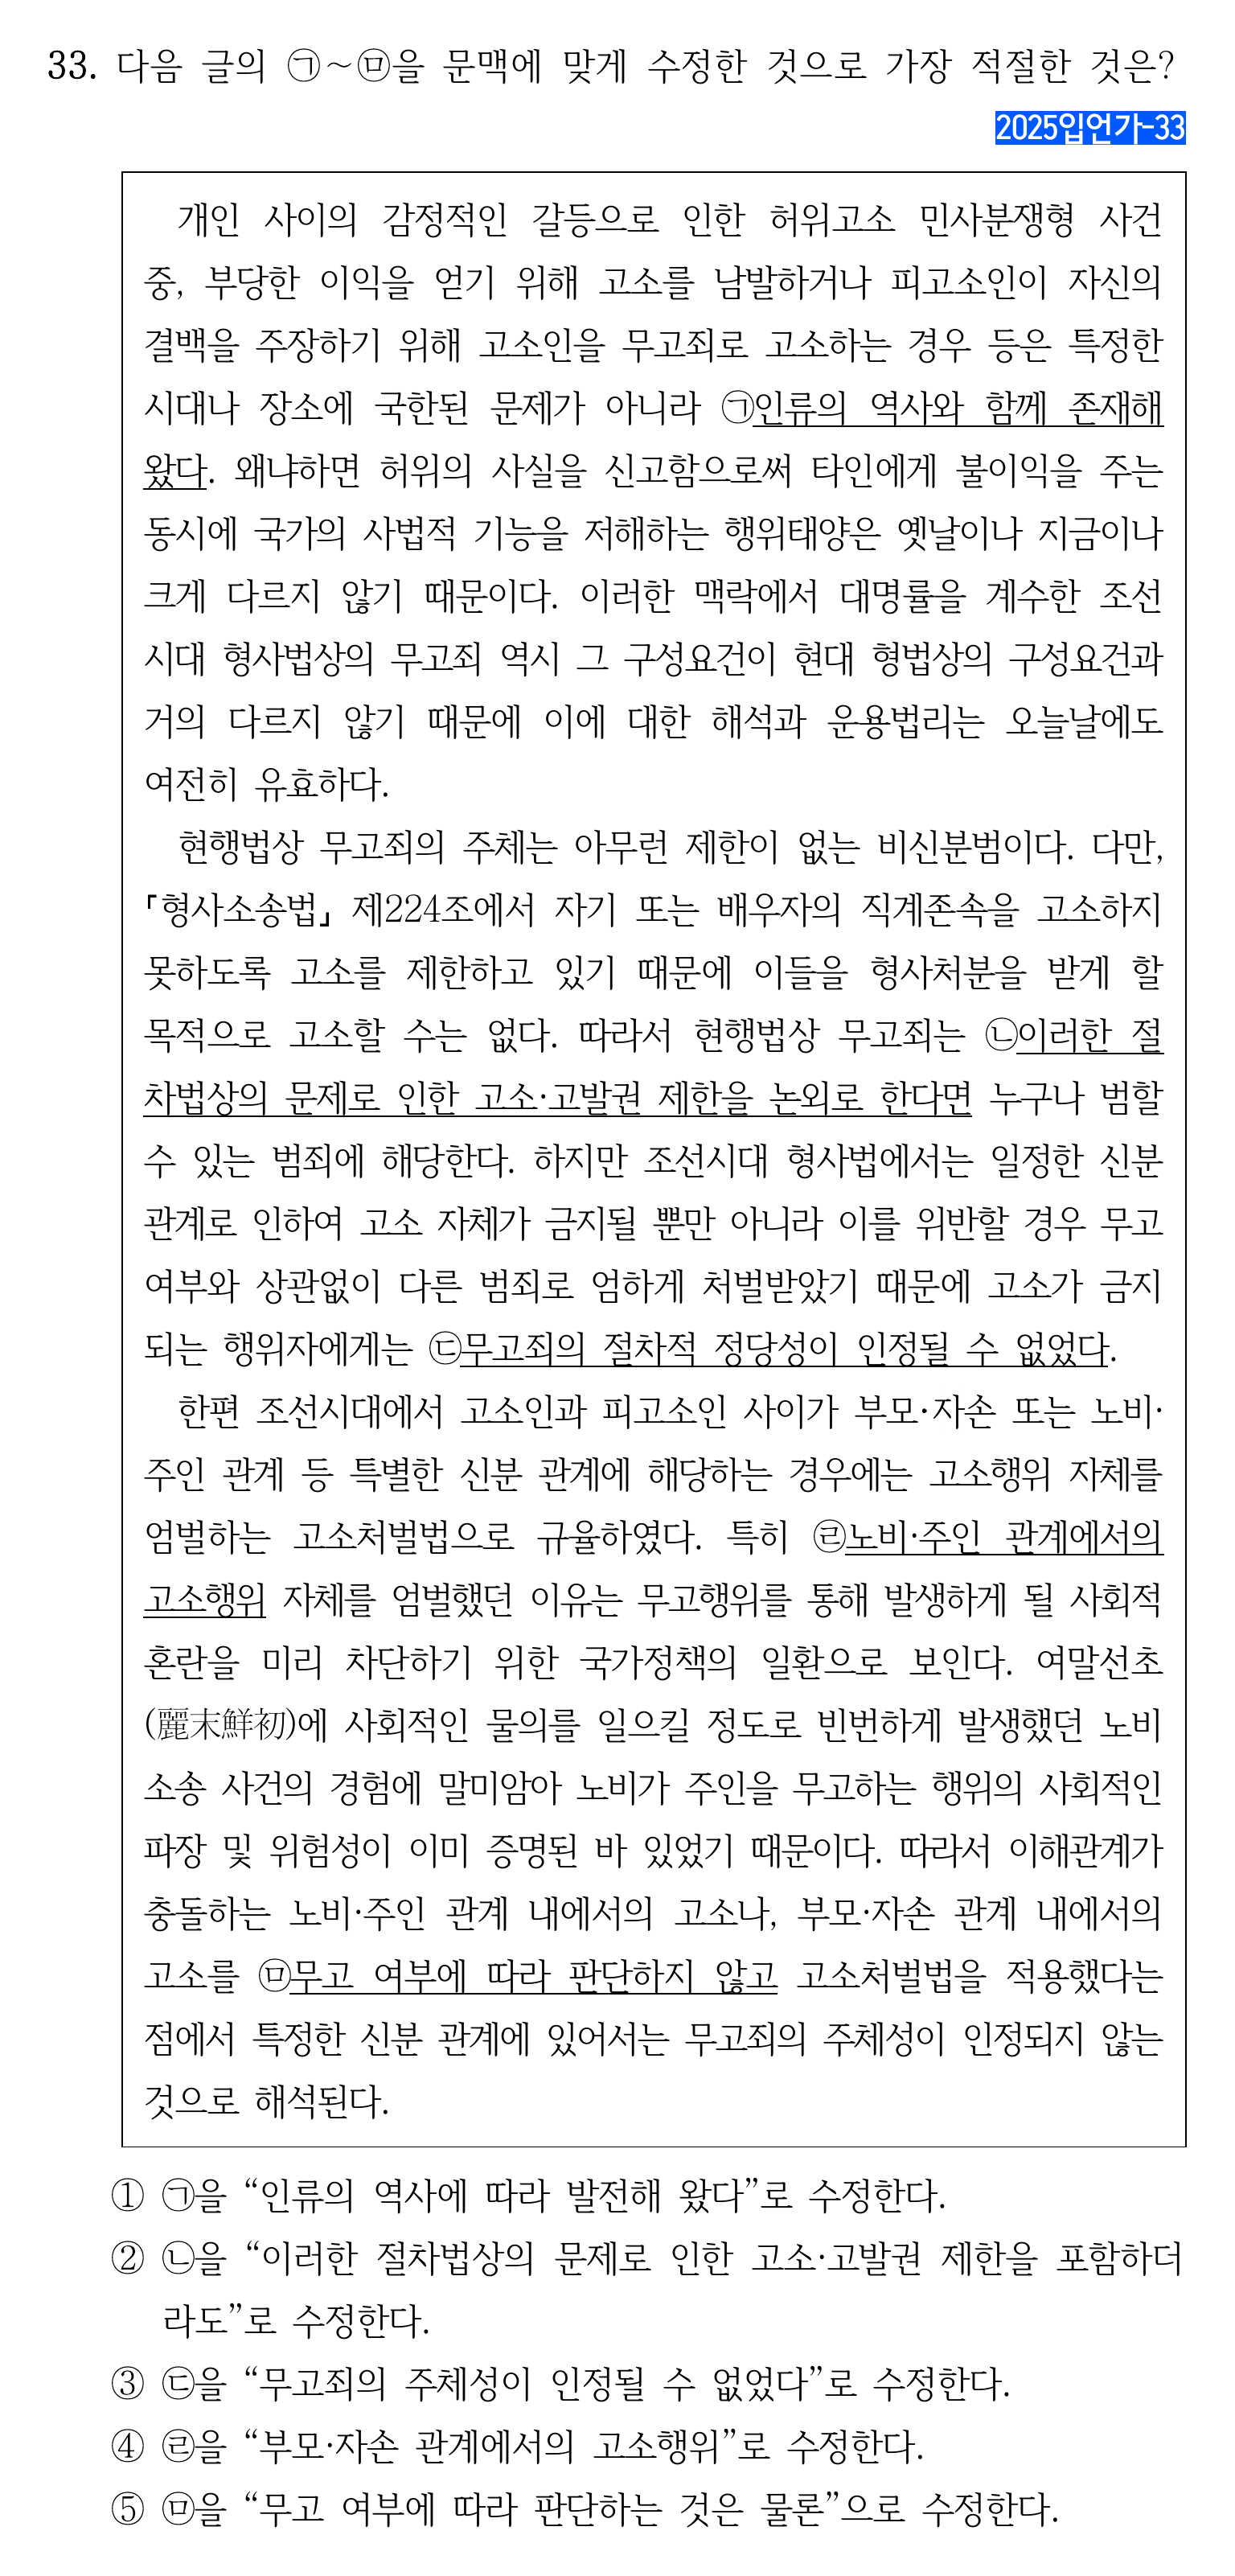 33. 다음 글의 ㉠~㉤을 문맥에 맞게 수정한 것으로 가장 적절한 것은?
2025입언가-33
개인 사이의 감정적인 갈등으로 인한 허위고소 민사분쟁형 사건
중, 부당한 이익을 얻기 위해 고소를 남발하거나 피고소인이 자신의
결백을 주장하기 위해 고소인을 무고죄로 고소하는 경우 등은 특정한
시대나 장소에 국한된 문제가 아니라 ㉠인류의 역사와 함께 존재해
왔다. 왜냐하면 허위의 사실을 신고함으로써 타인에게 불이익을 주는
동시에 국가의 사법적 기능을 저해하는 행위태양은 옛날이나 지금이나
크게 다르지 않기 때문이다. 이러한 맥락에서 대명률을 계수한 조선
시대 형사법상의 무고죄 역시 그 구성요건이 현대 형법상의 구성요건과
거의 다르지 않기 때문에 이에 대한 해석과 운용법리는 오늘날에도
여전히 유효하다.
현행법상 무고죄의 주체는 아무런 제한이 없는 비신분범이다. 다만,
「형사소송법」 제224조에서 자기 또는 배우자의 직계존속을 고소하지
못하도록 고소를 제한하고 있기 때문에 이들을 형사처분을 받게 할
목적으로 고소할 수는 없다. 따라서 현행법상 무고죄는 ㉡이러한 절
차법상의 문제로 인한 고소·고발권 제한을 논외로 한다면 누구나 범할
수 있는 범죄에 해당한다. 하지만 조선시대 형사법에서는 일정한 신분
관계로 인하여 고소 자체가 금지될 뿐만 아니라 이를 위반할 경우 무고
여부와 상관없이 다른 범죄로 엄하게 처벌받았기 때문에 고소가 금지
되는 행위자에게는 ㉢무고죄의 절차적 정당성이 인정될 수 없었다.
한편 조선시대에서 고소인과 피고소인 사이가 부모·자손 또는 노비·
주인 관계 등 특별한 신분 관계에 해당하는 경우에는 고소행위 자체를
엄벌하는 고소처벌법으로 규율하였다. 특히 ㉣노비·주인 관계에서의
고소행위 자체를 엄벌했던 이유는 무고행위를 통해 발생하게 될 사회적
혼란을 미리 차단하기 위한 국가정책의 일환으로 보인다. 여말선초
(麗末鮮初)에 사회적인 물의를 일으킬 정도로 빈번하게 발생했던 노비
소송 사건의 경험에 말미암아 노비가 주인을 무고하는 행위의 사회적인
파장 및 위험성이 이미 증명된 바 있었기 때문이다. 따라서 이해관계가
충돌하는 노비·주인 관계 내에서의 고소나, 부모·자손 관계 내에서의
고소를 ㉤무고 여부에 따라 판단하지 않고 고소처벌법을 적용했다는
점에서 특정한 신분 관계에 있어서는 무고죄의 주체성이 인정되지 않는
것으로 해석된다.
① ㉠을 “인류의 역사에 따라 발전해 왔다”로 수정한다.
② ㉡을 “이러한 절차법상의 문제로 인한 고소·고발권 제한을 포함하더
라도”로 수정한다.
③ ㉢을 “무고죄의 주체성이 인정될 수 없었다”로 수정한다.
④ ㉣을 “부모·자손 관계에서의 고소행위”로 수정한다.
⑤ ㉤을 “무고 여부에 따라 판단하는 것은 물론”으로 수정한다.